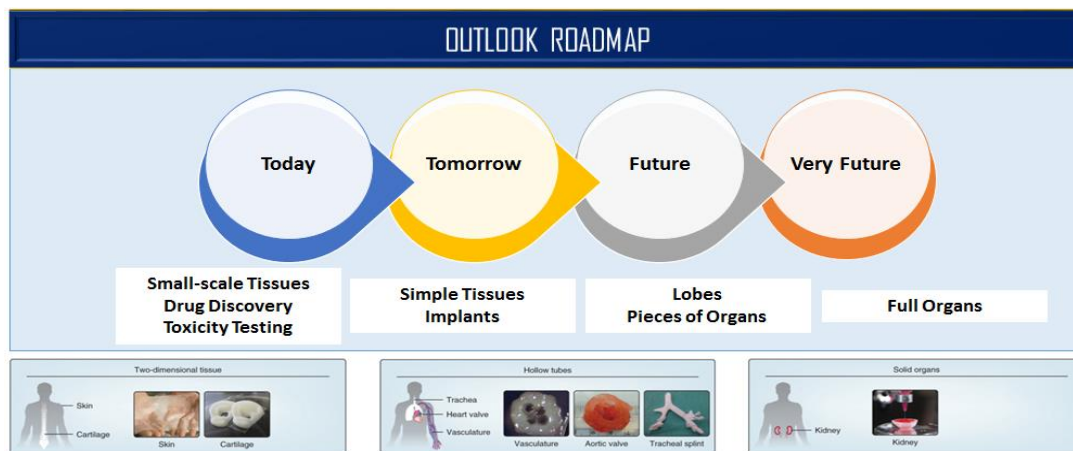 OUTLOOK ROADMAP
Today
Tomorrow
Future
Very Future
Small-scale Tissues
Drug Discovery
Toxicity Testing
Simple Tissues
Implants
Lobes
Pieces of Organs
Full Organs
Two-dimensional tissue
Skin
Cartilage
Skin
Cartilage
Hollow tubes
Trachea
Heart valve
Vasculature
Vasculature
Aortic valve
Tracheal splint
Solid organs
Kidney
Kidney